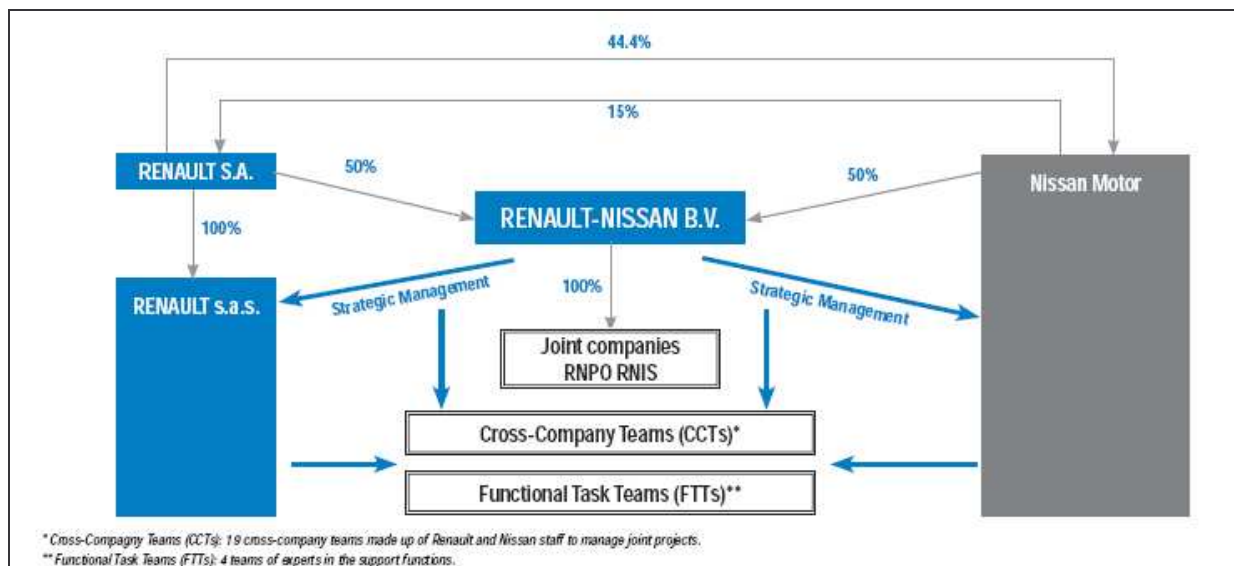 44.4%
15%
RENAULT S.A.
50%
50%
Nissan Motor
RENAULT-NISSAN B.V.
100%
RENAULT s.a.s.
Strategic Management
100%
Strategic Management
Joint companies
RNPO RNIS
Cross-Company Teams (CCTs)*
Functional Task Teams (FTTs)**
* Cross-Compagny Teams (CCTs): 19 cross-company teams made up of Renault and Nissan staff to manage joint projects.
** Functional Task Teams (FTTs): 4 teams of experts in the support functions.